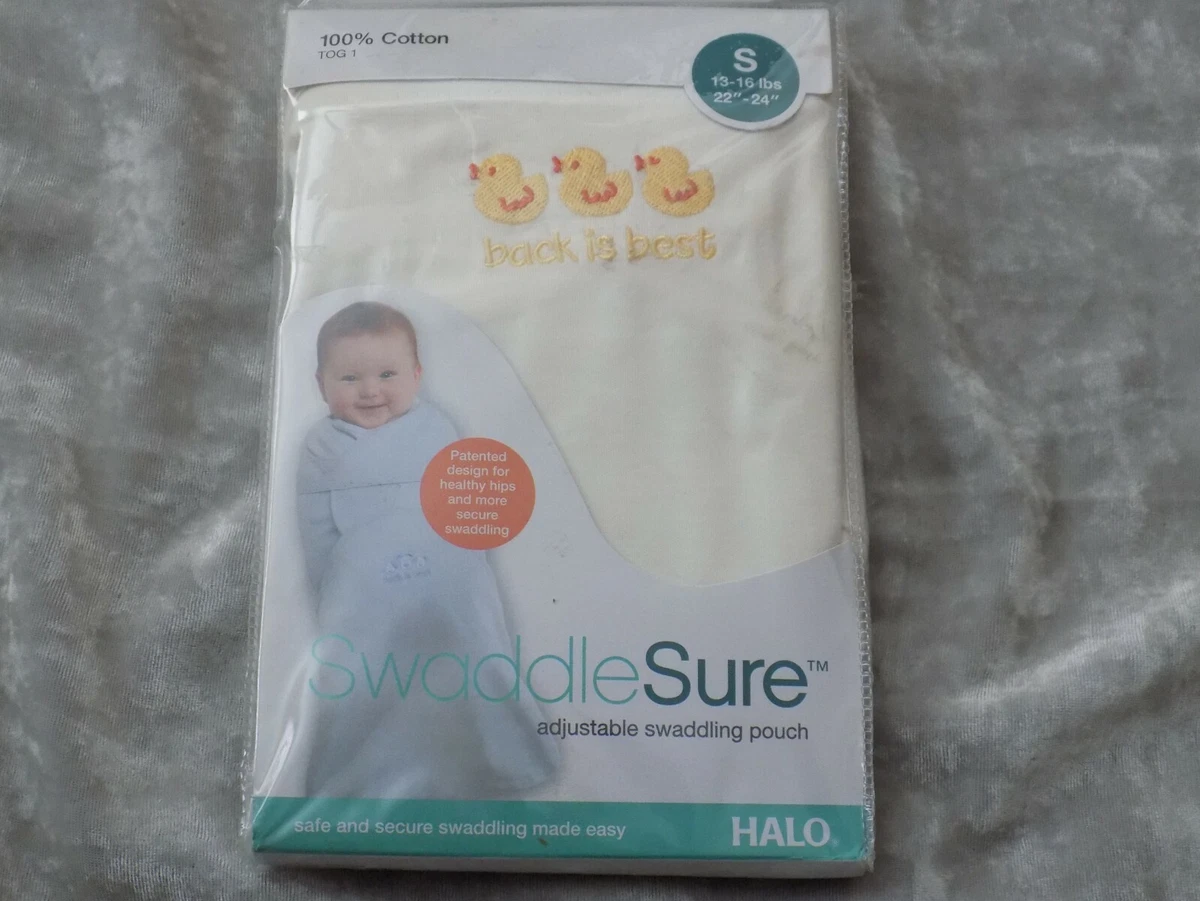 100% Cotton
TOG 1
S
13-16 lbs
22"-24"
back is best
Patented
design for
healthy hips
and more
secure
swaddling
SwaddleSure™
adjustable swaddling pouch
safe and secure swaddling made easy
HALO